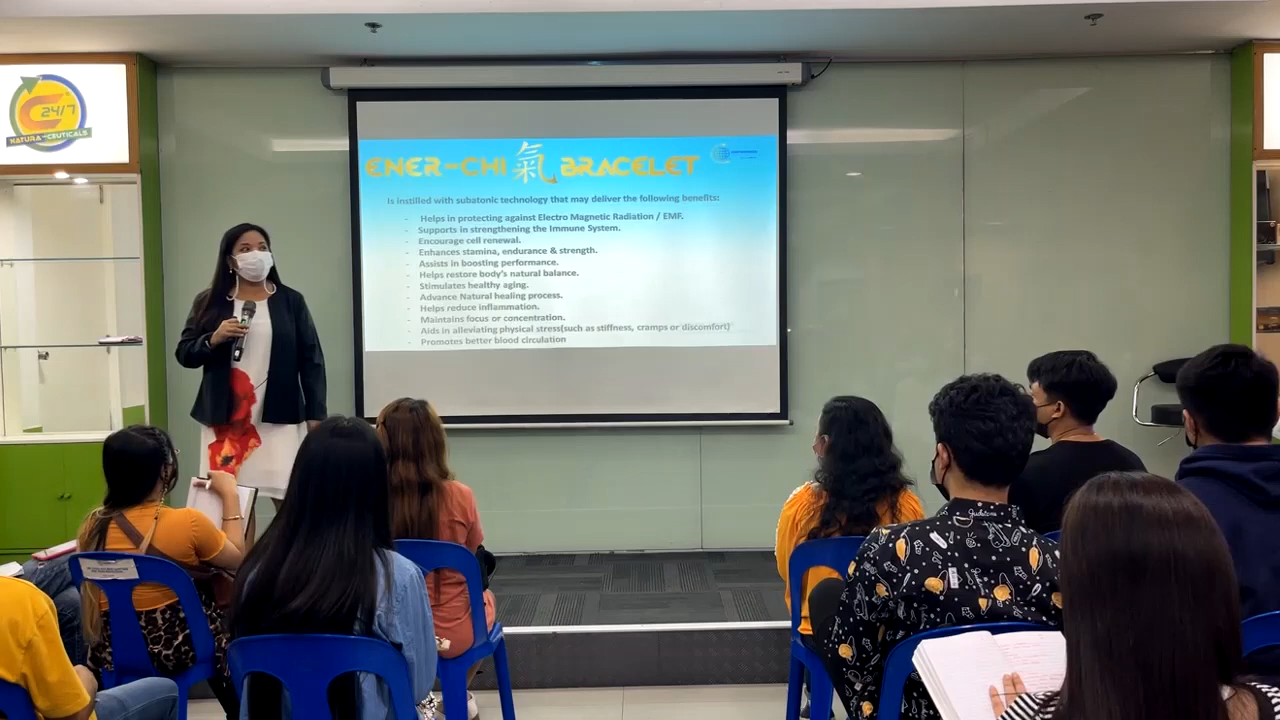 24/7
NATURA-CEUTICALS
ENER-CHI 氣 BRACELET
Is instilled with subatonic technology that may deliver the following benefits:
- Helps in protecting against Electro Magnetic Radiation / EMF.
- Supports in strengthening the Immune System.
- Encourage cell renewal.
- Enhances stamina, endurance & strength.
- Assists in boosting performance.
- Helps restore body's natural balance.
- Stimulates healthy aging.
- Advance Natural healing process.
- Helps reduce inflammation.
- Maintains focus or concentration.
- Aids in alleviating physical stress(such as stiffness, cramps or discomfort)
- Promotes better blood circulation